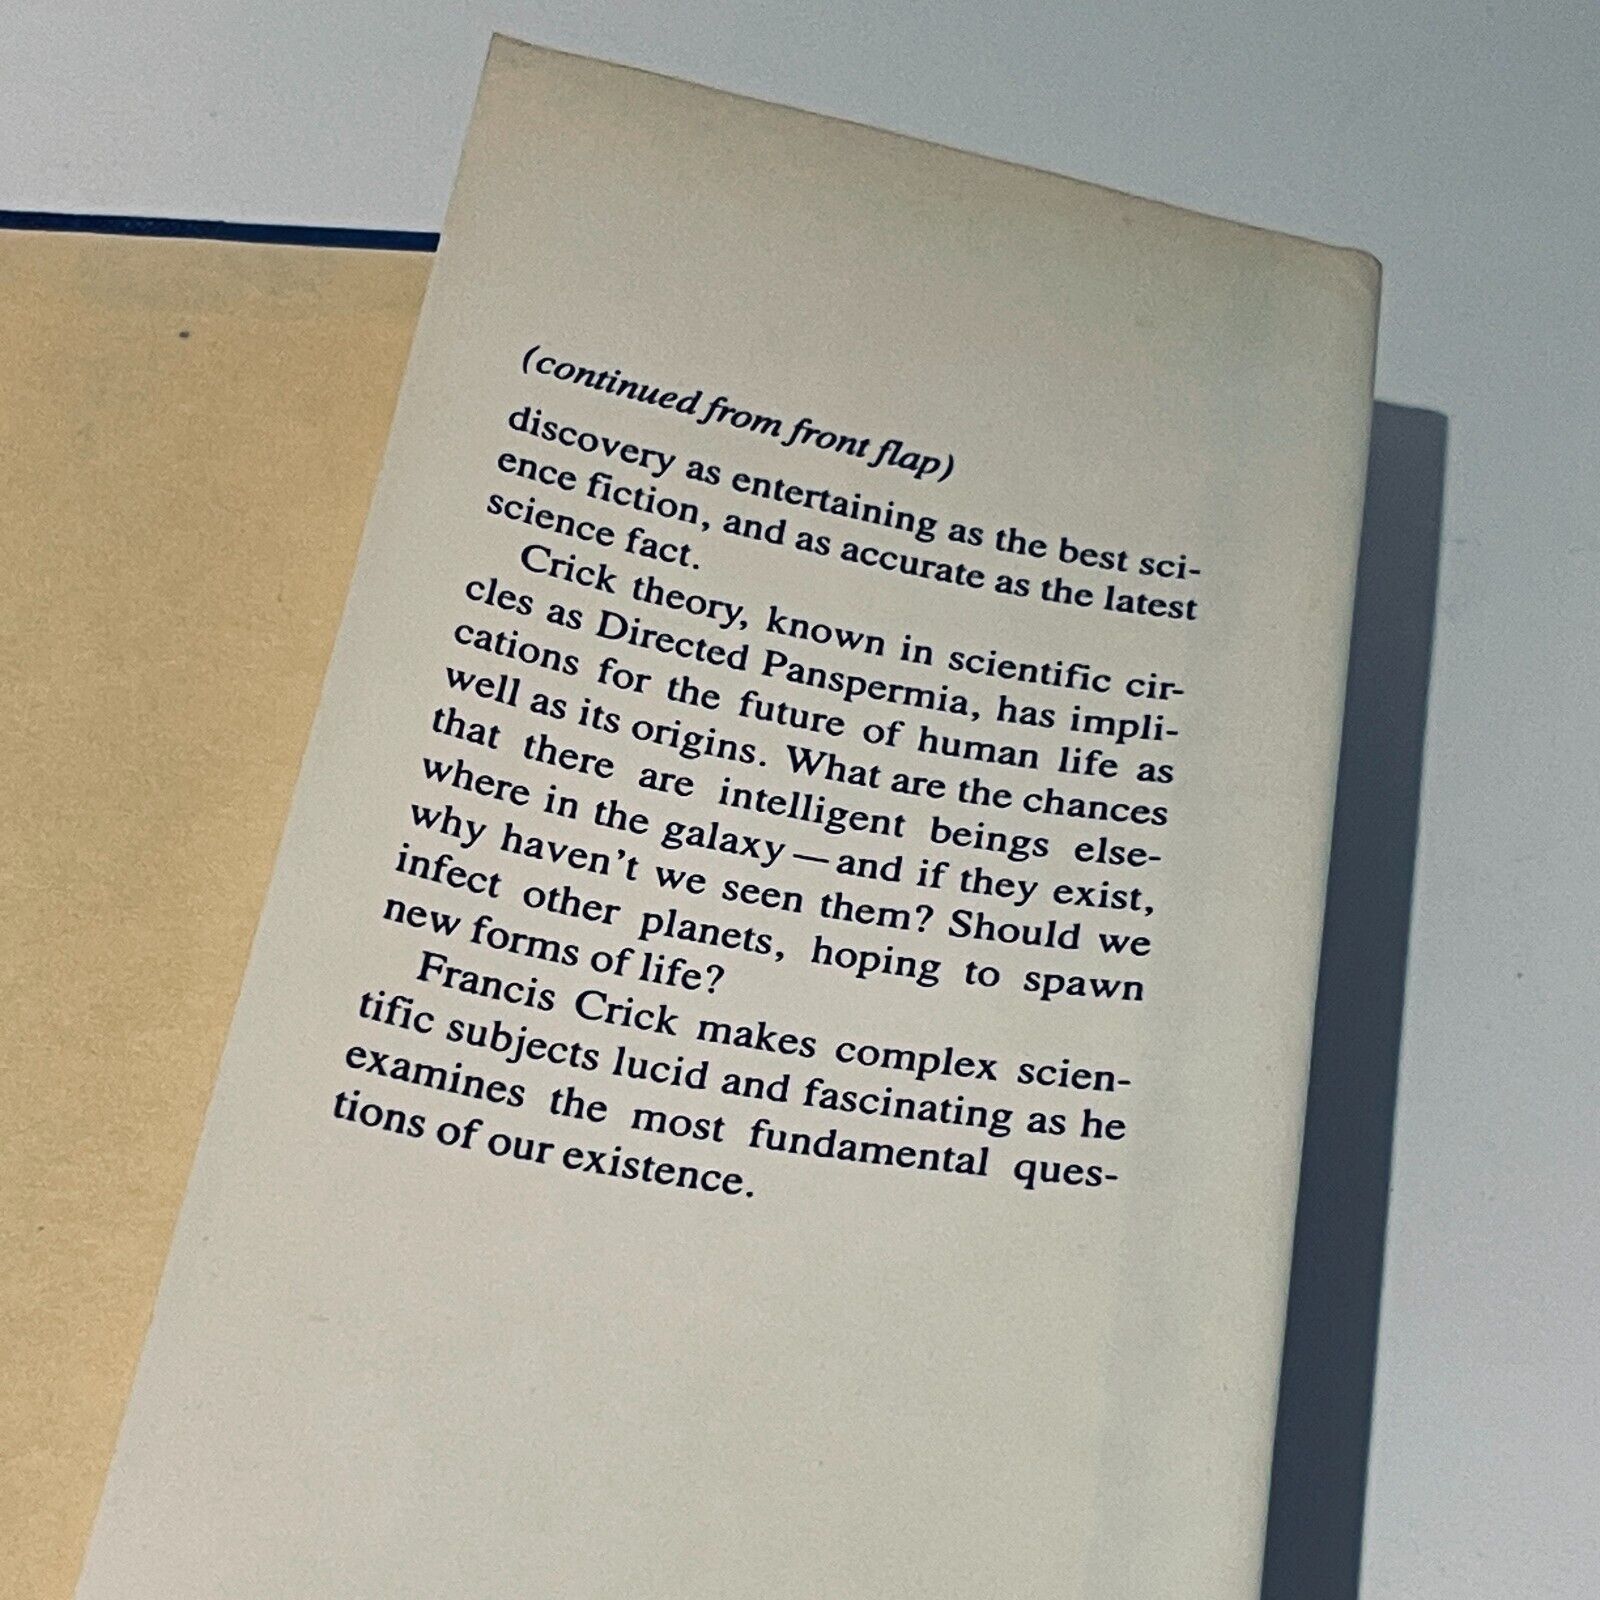 (continued from front flap)
discovery as entertaining as the best sci-
ence fiction, and as accurate as the latest
science fact.
Crick theory, known in scientific cir-
cles as Directed Panspermia, has impli-
cations for the future of human life as
well as its origins. What are the chances
that there are intelligent beings else-
where in the galaxy—and if they exist,
why haven't we seen them? Should we
infect other planets, hoping to spawn
new forms of life?
Francis Crick makes complex scien-
tific subjects lucid and fascinating as he
examines the most fundamental ques-
tions of our existence.